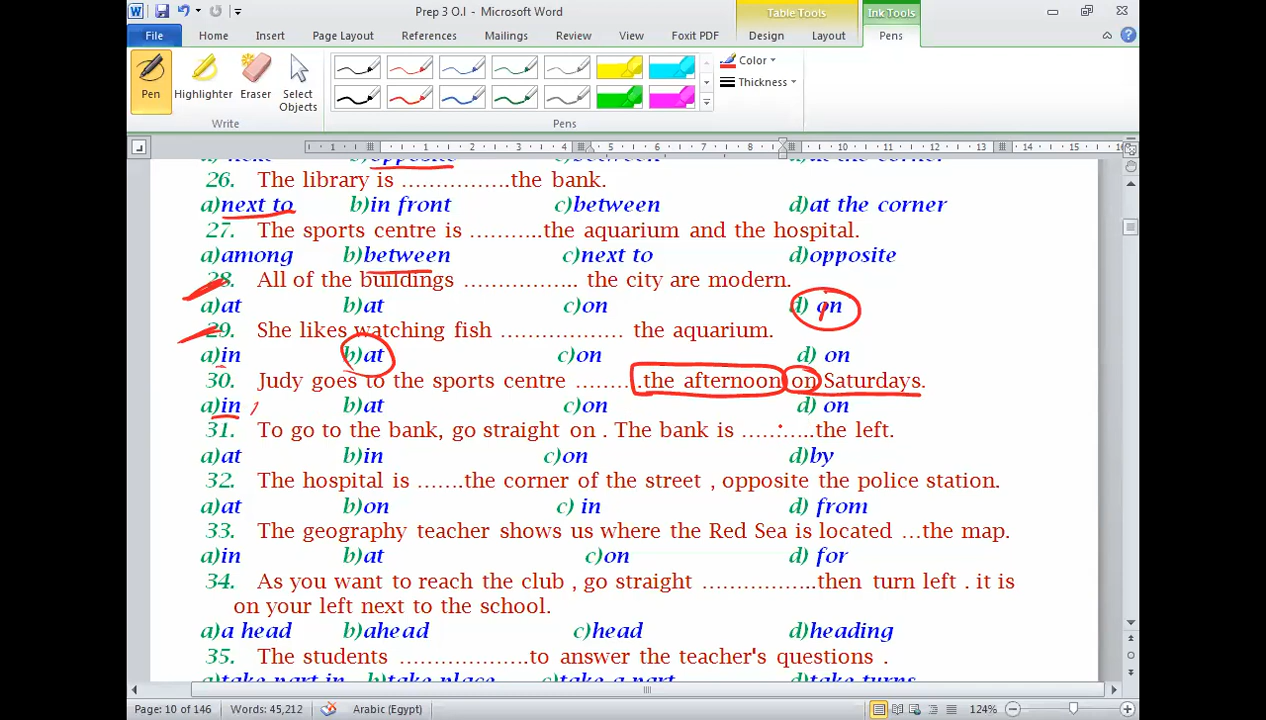 Prep 3 O.I - Microsoft Word
Table Tools
Ink Tools
File Home Insert Page Layout References Mailings Review View Foxit PDF Design Layout Pens
Pen Highlighter Eraser Select Objects
Color
Thickness
Write
Pens
b)opposite
26. The library is ................the bank.
a)next to b)in front c)between d)at the corner
27. The sports centre is ...........the aquarium and the hospital.
a)among b)between c)next to d)opposite
28. All of the buildings ................. the city are modern.
a)at b)at c)on d) on
29. She likes watching fish .................. the aquarium.
a)in b)at c)on d) on
30. Judy goes to the sports centre ..........the afternoon on Saturdays.
a)in b)at c)on d) on
31. To go to the bank, go straight on . The bank is ...........the left.
a)at b)in c)on d)by
32. The hospital is .......the corner of the street , opposite the police station.
a)at b)on c) in d) from
33. The geography teacher shows us where the Red Sea is located ...the map.
a)in b)at c)on d) for
34. As you want to reach the club , go straight .................then turn left . it is
on your left next to the school.
a)a head b)ahead c)head d)heading
35. The students ...................to answer the teacher's questions .
a)take part in b)take place c)take a part d)take turns
Page: 10 of 146 Words: 45,212 Arabic (Egypt) 124%